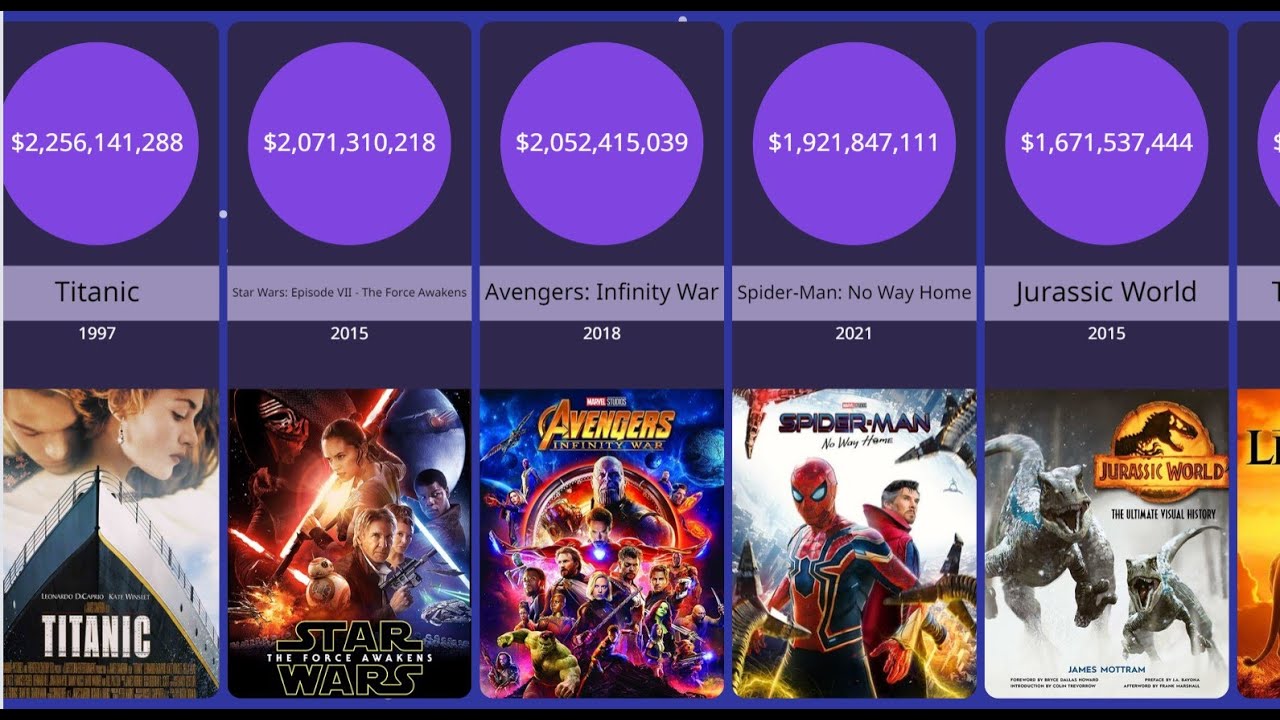 $2,256,141,288
Titanic
1997
LEONARDO DICAPRIO KATE WINSLET
TITANIC
$2,071,310,218
Star Wars: Episode VII - The Force Awakens
2015
STAR
THE FORCE AWAKENS
WARS
$2,052,415,039
Avengers: Infinity War
2018
MARVEL STUDIOS
AVENGERS
INFINITY WAR
$1,921,847,111
Spider-Man: No Way Home
2021
SPIDER-MAN
No Way Home
$1,671,537,444
Jurassic World
2015
JURASSIC WORLD
THE ULTIMATE VISUAL HISTORY
JAMES MOTTRAM
FOREWORD BY BRYCE DALLAS HOWARD
INTRODUCTION BY COLIN TREVORROW
PREFACE BY J.A. BAYONA
AFTERWORD BY FRANK MARSHALL
$
T
L